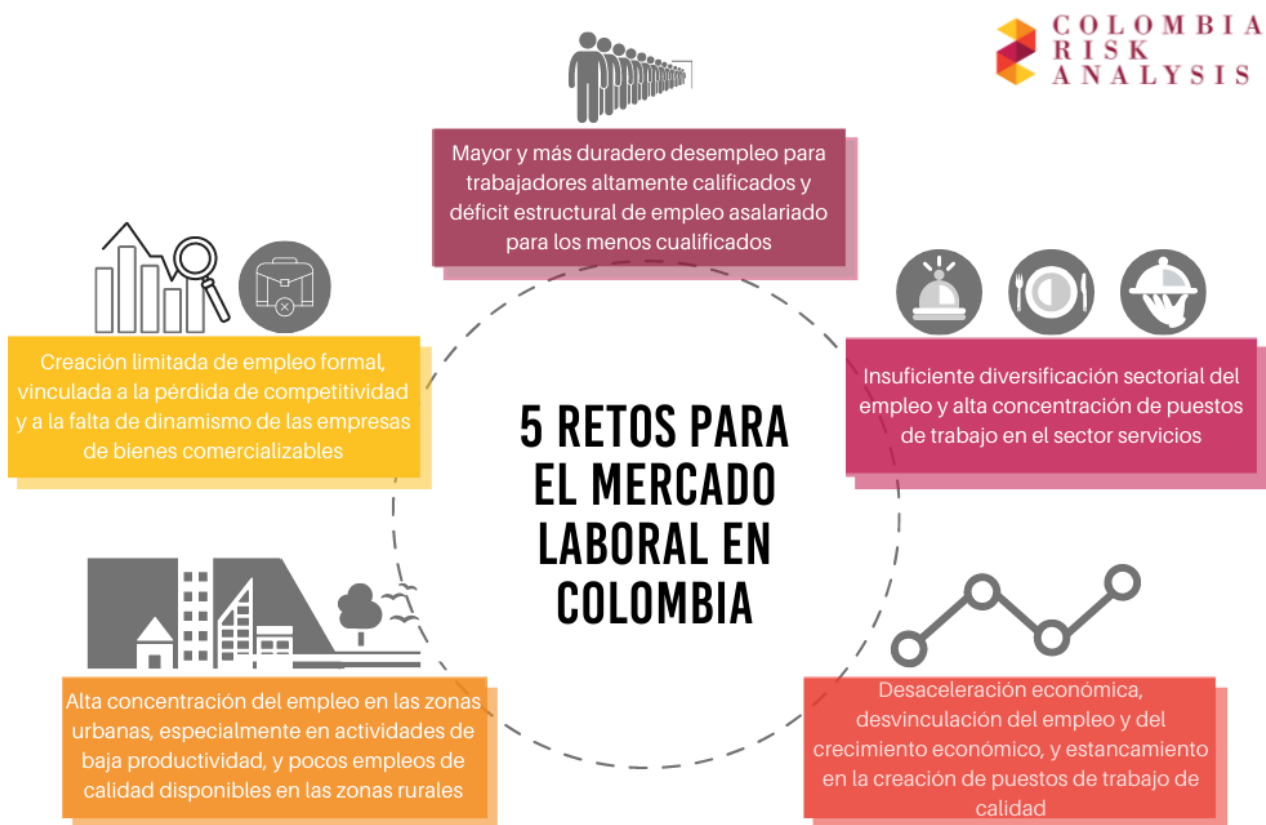 COLOMBIA
RISK
ANALYSIS
Mayor y más duradero desempleo para
trabajadores altamente calificados y
déficit estructural de empleo asalariado
para los menos cualificados
Creación limitada de empleo formal,
vinculada a la pérdida de competitividad
y a la falta de dinamismo de las empresas
de bienes comercializables
Insuficiente diversificación sectorial del
empleo y alta concentración de puestos
de trabajo en el sector servicios
5 RETOS PARA
EL MERCADO
LABORAL EN
COLOMBIA
Alta concentración del empleo en las zonas
urbanas, especialmente en actividades de
baja productividad, y pocos empleos de
calidad disponibles en las zonas rurales
Desaceleración económica,
desvinculación del empleo y del
crecimiento económico, y estancamiento
en la creación de puestos de trabajo de
calidad